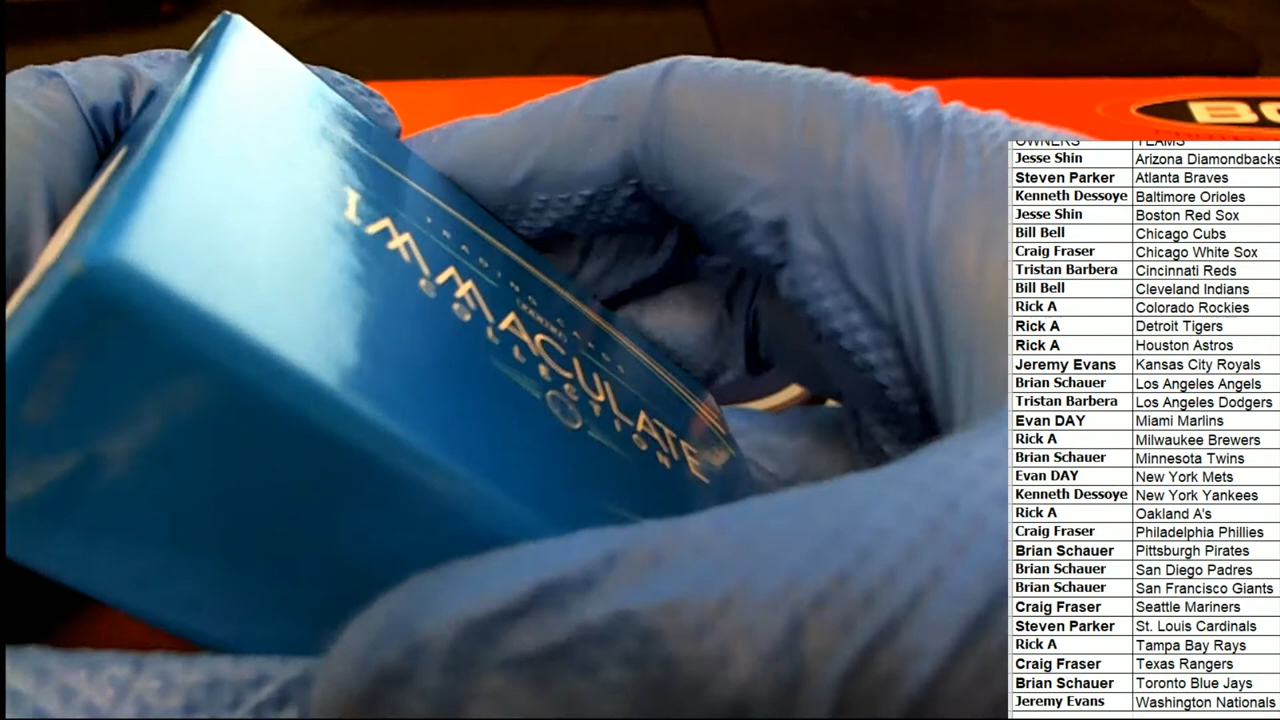 TRADING CARDS
PANINI
IMMACULATE
COLLECTION
OWNERS TEAMS
Jesse Shin Arizona Diamondbacks
Steven Parker Atlanta Braves
Kenneth Dessoye Baltimore Orioles
Jesse Shin Boston Red Sox
Bill Bell Chicago Cubs
Craig Fraser Chicago White Sox
Tristan Barbera Cincinnati Reds
Bill Bell Cleveland Indians
Rick A Colorado Rockies
Rick A Detroit Tigers
Rick A Houston Astros
Jeremy Evans Kansas City Royals
Brian Schauer Los Angeles Angels
Tristan Barbera Los Angeles Dodgers
Evan DAY Miami Marlins
Rick A Milwaukee Brewers
Brian Schauer Minnesota Twins
Evan DAY New York Mets
Kenneth Dessoye New York Yankees
Rick A Oakland A's
Craig Fraser Philadelphia Phillies
Brian Schauer Pittsburgh Pirates
Brian Schauer San Diego Padres
Brian Schauer San Francisco Giants
Craig Fraser Seattle Mariners
Steven Parker St. Louis Cardinals
Rick A Tampa Bay Rays
Craig Fraser Texas Rangers
Brian Schauer Toronto Blue Jays
Jeremy Evans Washington Nationals